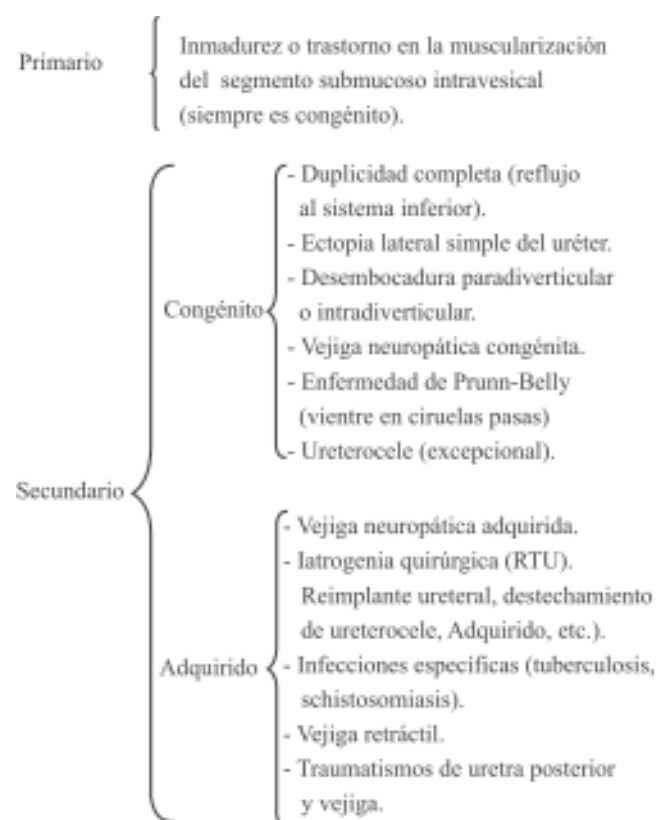 Primario
Inmadurez o trastorno en la muscularización
del segmento submucoso intravesical
(siempre es congénito).
Secundario
Congénito
- Duplicidad completa (reflujo
al sistema inferior).
- Ectopia lateral simple del uréter.
- Desembocadura paradiverticular
o intradiverticular.
- Vejiga neuropática congénita.
- Enfermedad de Prunn-Belly
(vientre en ciruelas pasas)
- Ureterocele (excepcional).
Adquirido
- Vejiga neuropática adquirida.
- Iatrogenia quirúrgica (RTU).
Reimplante ureteral, destechamiento
de ureterocele, Adquirido, etc.).
- Infecciones específicas (tuberculosis,
schistosomiasis).
- Vejiga retráctil.
- Traumatismos de uretra posterior
y vejiga.